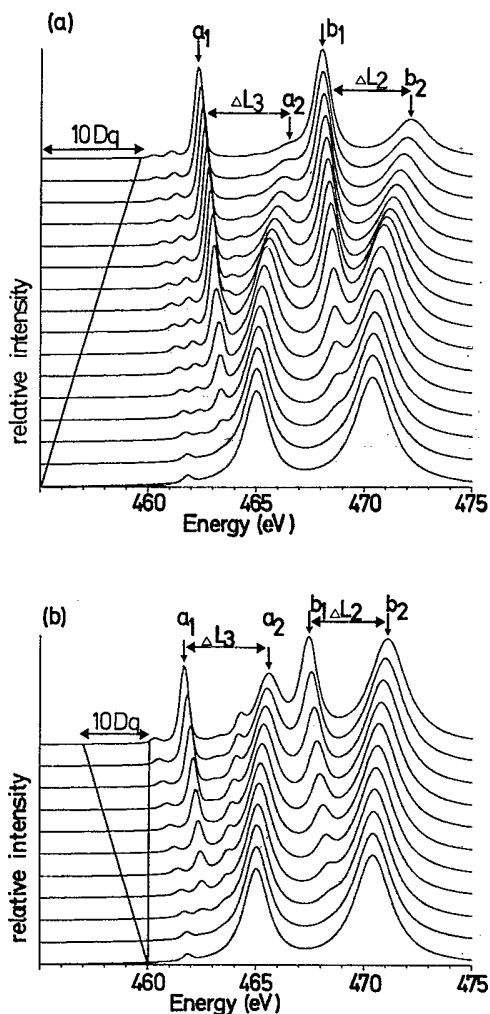 (a)
a₁ b₁
ΔL₃ a₂ ΔL₂ b₂
10Dq
relative intensity
460 465 470 475
Energy (eV)
(b)
a₁ ΔL₃ a₂ b₁ ΔL₂ b₂
10Dq
relative intensity
460 465 470 475
Energy (eV)